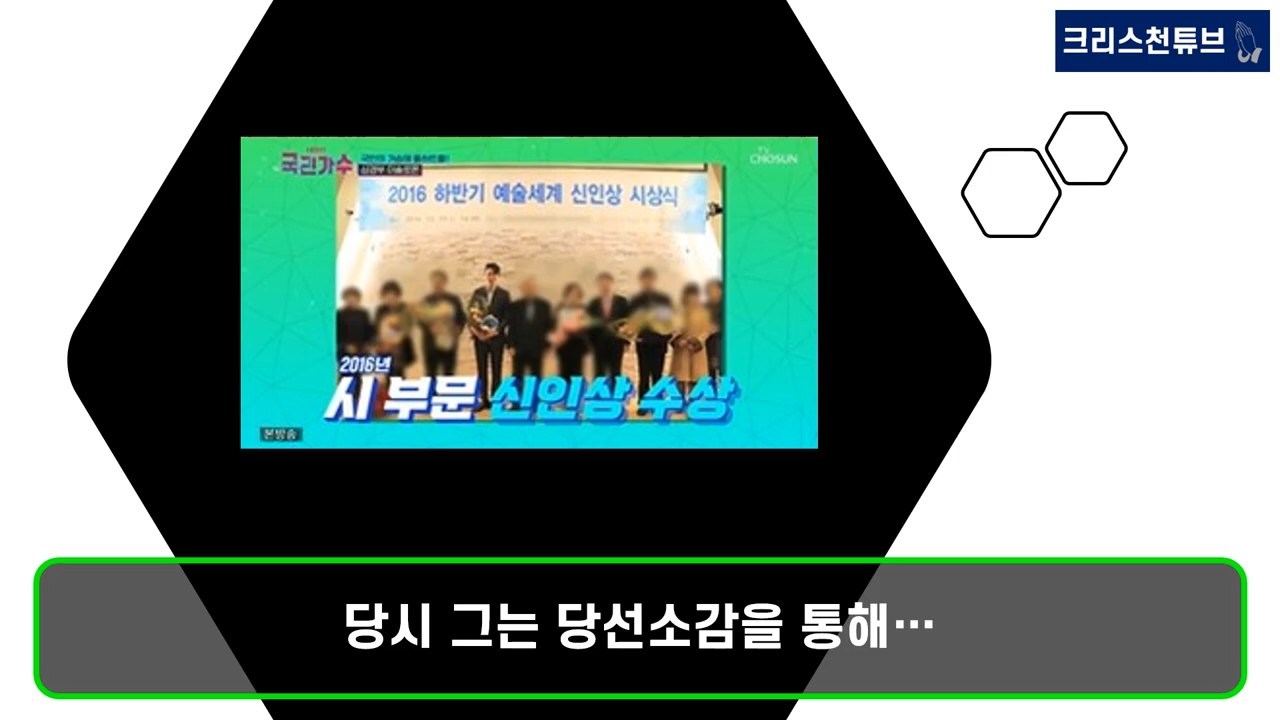 크리스천튜브
국민가수
TV CHOSUN
2016 하반기 예술세계 신인상 시상식
2016년
시 부문 신인상 수상
본방송
당시 그는 당선소감을 통해…